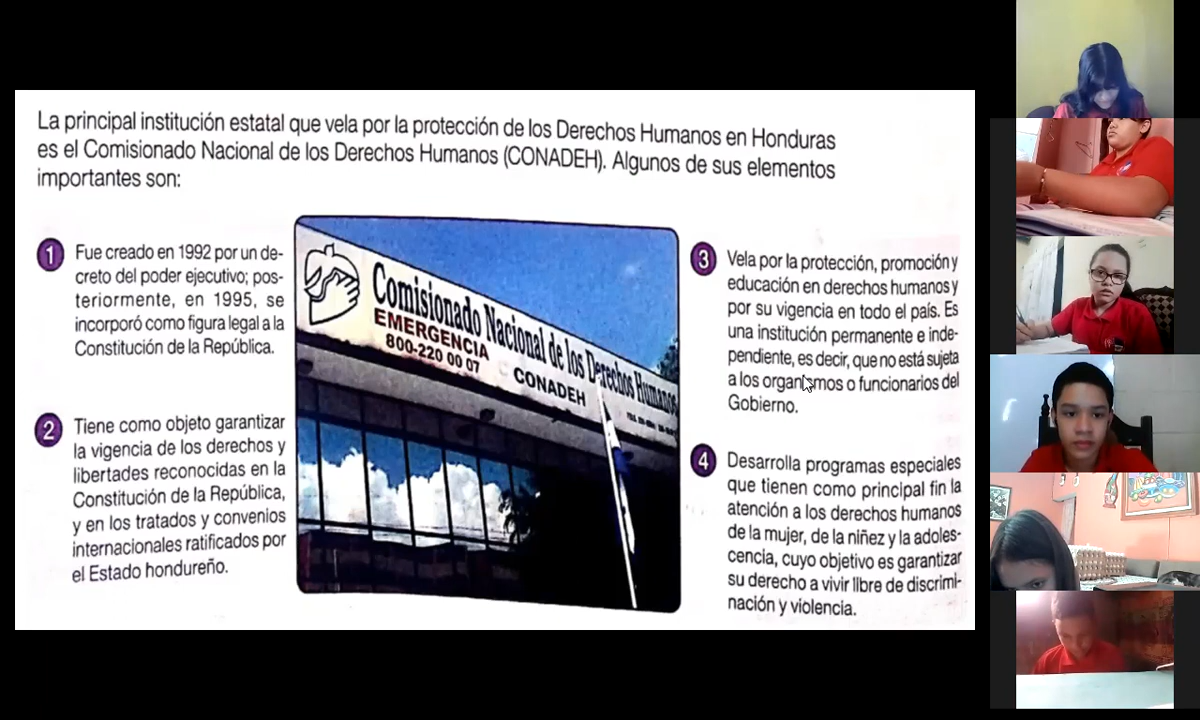 La principal institución estatal que vela por la protección de los Derechos Humanos en Honduras
es el Comisionado Nacional de los Derechos Humanos (CONADEH). Algunos de sus elementos
importantes son:
1 Fue creado en 1992 por un de-
creto del poder ejecutivo; pos-
teriormente, en 1995, se
incorporó como figura legal a la
Constitución de la República.
2 Tiene como objeto garantizar
la vigencia de los derechos y
libertades reconocidas en la
Constitución de la República,
y en los tratados y convenios
internacionales ratificados por
el Estado hondureño.
Comisionado Nacional de los Derechos Humanos
EMERGENCIA
800-220 00 07
CONADEH
3 Vela por la protección, promoción y
educación en derechos humanos y
por su vigencia en todo el país. Es
una institución permanente e inde-
pendiente, es decir, que no está sujeta
a los organismos o funcionarios del
Gobierno.
4 Desarrolla programas especiales
que tienen como principal fin la
atención a los derechos humanos
de la mujer, de la niñez y la adoles-
cencia, cuyo objetivo es garantizar
su derecho a vivir libre de discrimi-
nación y violencia.